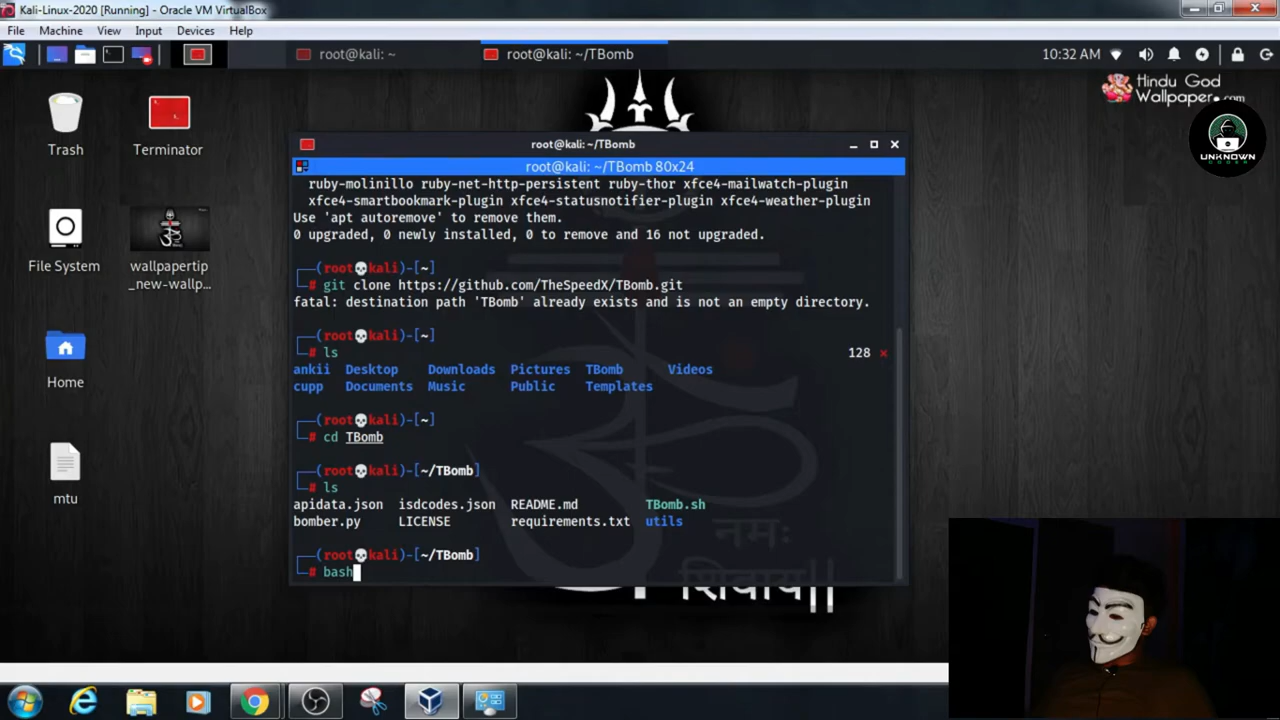 Kali-Linux-2020 [Running] - Oracle VM VirtualBox
File Machine View Input Devices Help
root@kali: ~
root@kali: ~/TBomb
10:32 AM
Hindu God
Wallpaper.com
UNKNOWN
Trash
Terminator
File System
wallpapertip
_new-wallp...
Home
mtu
root@kali: ~/TBomb
root@kali: ~/TBomb 80x24
ruby-molinillo ruby-net-http-persistent ruby-thor xfce4-mailwatch-plugin
xfce4-smartbookmark-plugin xfce4-statusnotifier-plugin xfce4-weather-plugin
Use 'apt autoremove' to remove them.
0 upgraded, 0 newly installed, 0 to remove and 16 not upgraded.
(root💀kali)-[~]
# git clone https://github.com/TheSpeedX/TBomb.git
fatal: destination path 'TBomb' already exists and is not an empty directory.
(root💀kali)-[~]
# ls
128 ×
ankii Desktop Downloads Pictures TBomb Videos
cupp Documents Music Public Templates
(root💀kali)-[~]
# cd TBomb
(root💀kali)-[~/TBomb]
# ls
apidata.json isdcodes.json README.md TBomb.sh
bomber.py LICENSE requirements.txt utils
(root💀kali)-[~/TBomb]
# bash
नमः
शिवाय||